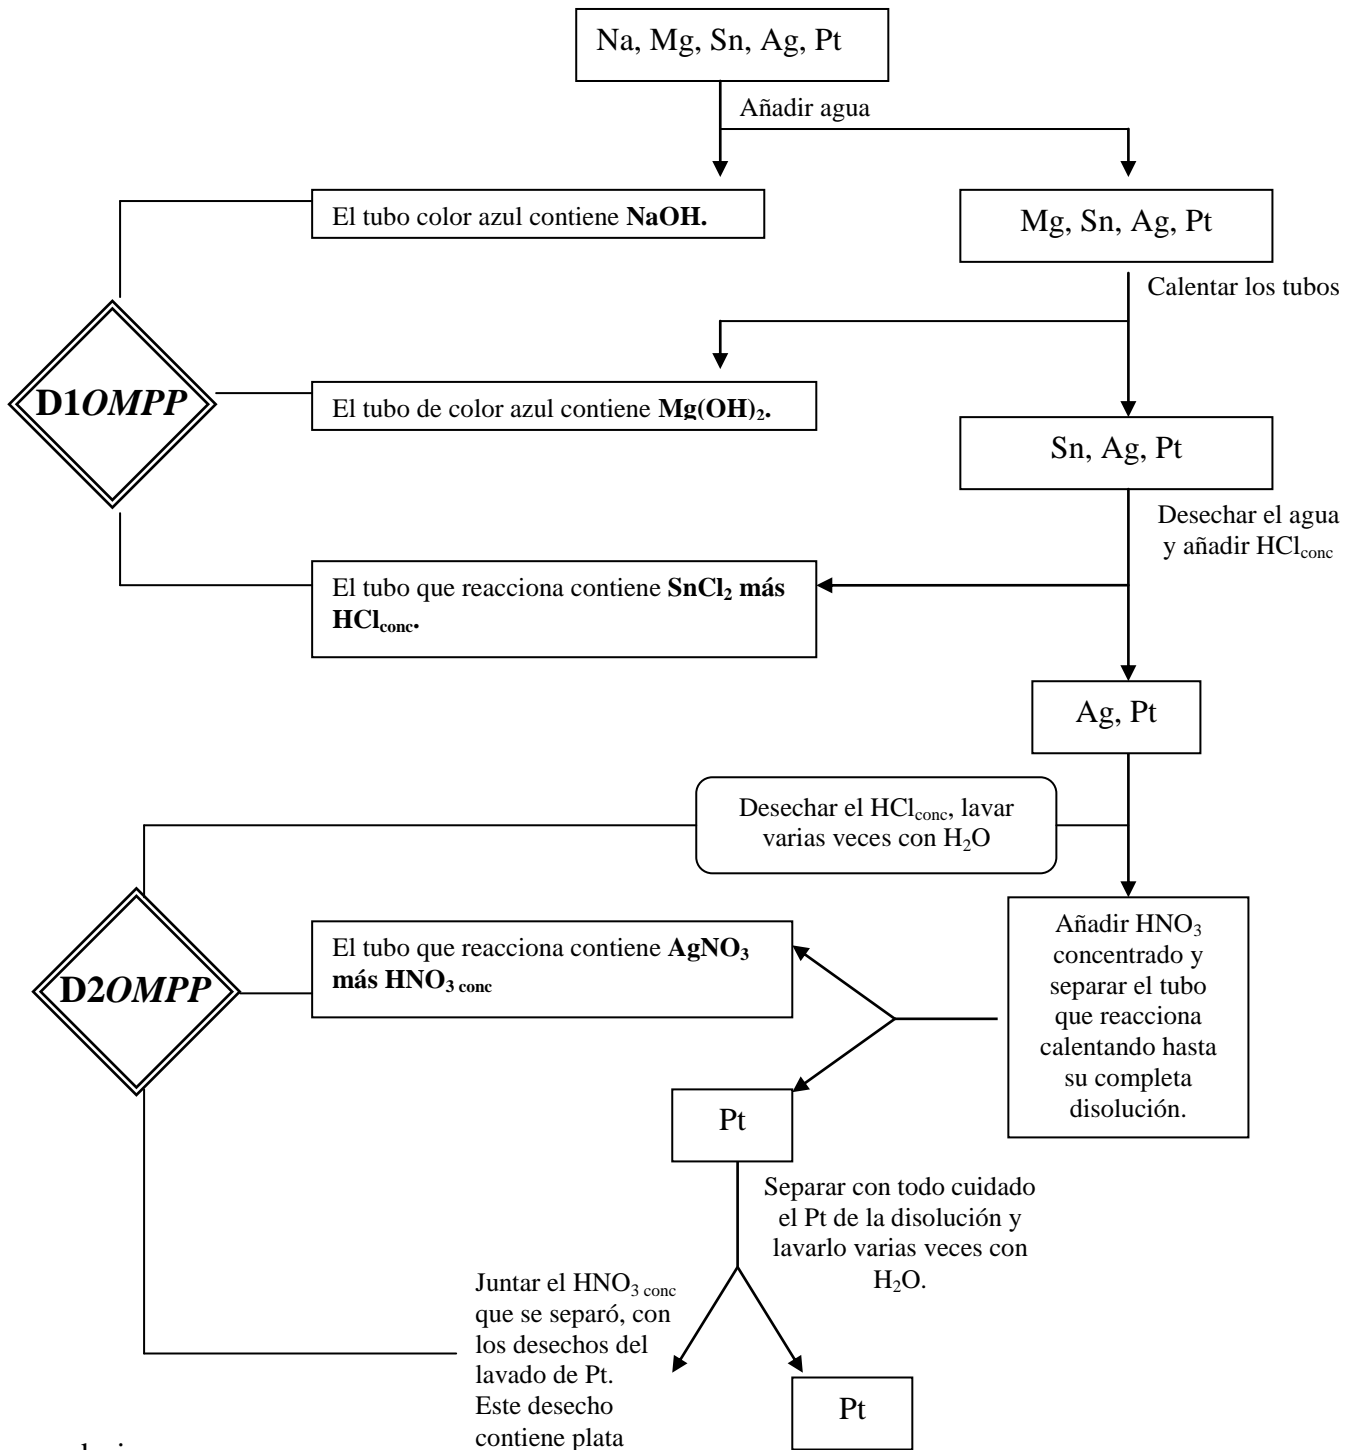 Na, Mg, Sn, Ag, Pt
Añadir agua
El tubo color azul contiene NaOH.
Mg, Sn, Ag, Pt
Calentar los tubos
D1OMPP
El tubo de color azul contiene Mg(OH)₂.
Sn, Ag, Pt
Desechar el agua
y añadir HCl_conc
El tubo que reacciona contiene SnCl₂ más
HCl_conc.
Ag, Pt
Desechar el HCl_conc, lavar
varias veces con H₂O
Añadir HNO₃
concentrado y
separar el tubo
que reacciona
calentando hasta
su completa
disolución.
El tubo que reacciona contiene AgNO₃
más HNO₃ conc
D2OMPP
Pt
Separar con todo cuidado
el Pt de la disolución y
lavarlo varias veces con
H₂O.
Juntar el HNO₃ conc
que se separó, con
los desechos del
lavado de Pt.
Este desecho
contiene plata
Pt